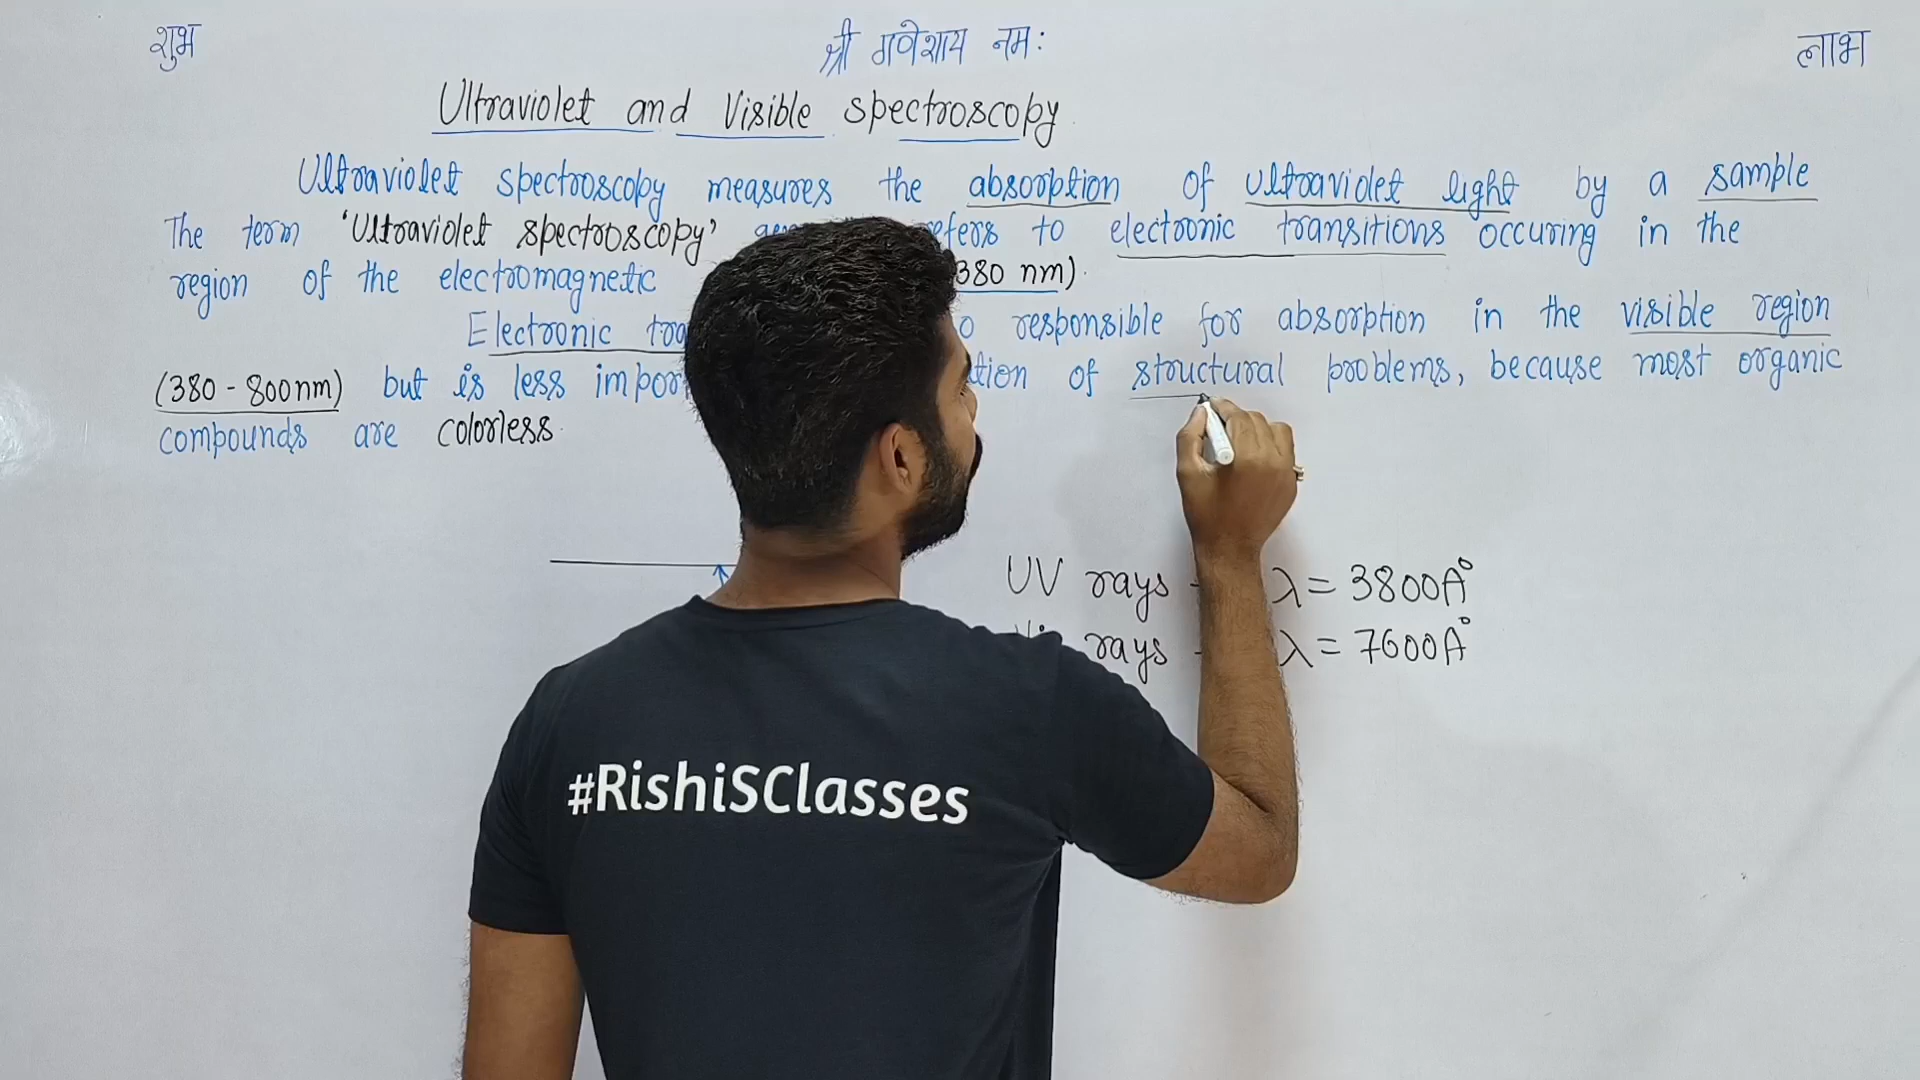 शुभ श्री गणेशाय नमः लाभ
Ultraviolet and Visible spectroscopy
Ultraviolet spectroscopy measures the absorption of ultraviolet light by a sample
The term 'Ultraviolet spectroscopy' refers to electronic transitions occuring in the
region of the electromagnetic 380 nm).
Electronic responsible for absorption in the visible region
(380 - 800nm) but is less of structural problems, because most organic
compounds are colorless.
UV rays λ = 3800A°
rays λ = 7600A°
#RishiSClasses